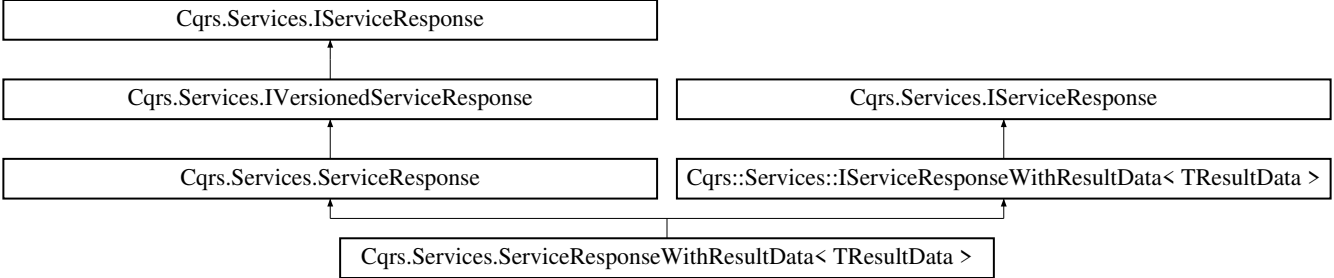 Cqrs.Services.IServiceResponse
Cqrs.Services.IVersionedServiceResponse
Cqrs.Services.IServiceResponse
Cqrs.Services.ServiceResponse
Cqrs::Services::IServiceResponseWithResultData< TResultData >
Cqrs.Services.ServiceResponseWithResultData< TResultData >